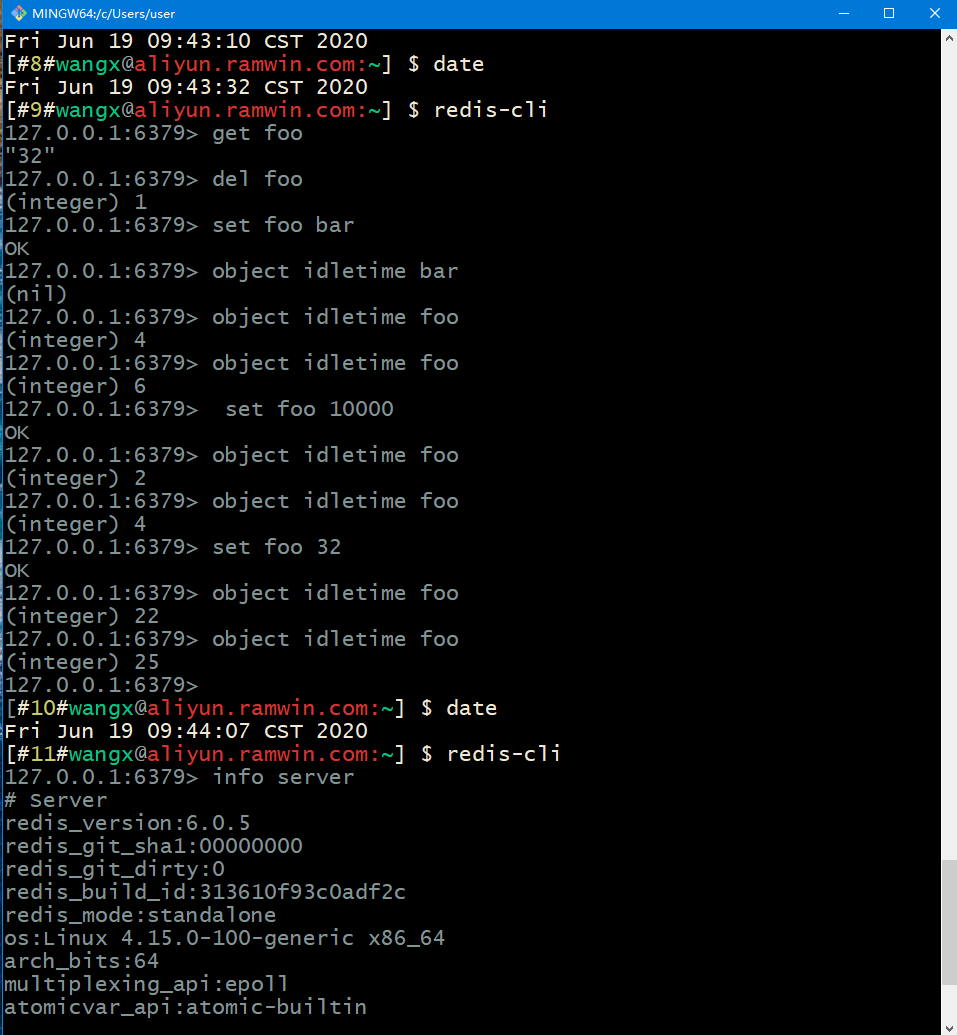 MINGW64:/c/Users/user
Fri Jun 19 09:43:10 CST 2020
[#8#wangx@aliyun.ramwin.com:~] $ date
Fri Jun 19 09:43:32 CST 2020
[#9#wangx@aliyun.ramwin.com:~] $ redis-cli
127.0.0.1:6379> get foo
"32"
127.0.0.1:6379> del foo
(integer) 1
127.0.0.1:6379> set foo bar
OK
127.0.0.1:6379> object idletime bar
(nil)
127.0.0.1:6379> object idletime foo
(integer) 4
127.0.0.1:6379> object idletime foo
(integer) 6
127.0.0.1:6379>  set foo 10000
OK
127.0.0.1:6379> object idletime foo
(integer) 2
127.0.0.1:6379> object idletime foo
(integer) 4
127.0.0.1:6379> set foo 32
OK
127.0.0.1:6379> object idletime foo
(integer) 22
127.0.0.1:6379> object idletime foo
(integer) 25
127.0.0.1:6379>
[#10#wangx@aliyun.ramwin.com:~] $ date
Fri Jun 19 09:44:07 CST 2020
[#11#wangx@aliyun.ramwin.com:~] $ redis-cli
127.0.0.1:6379> info server
# Server
redis_version:6.0.5
redis_git_sha1:00000000
redis_git_dirty:0
redis_build_id:313610f93c0adf2c
redis_mode:standalone
os:Linux 4.15.0-100-generic x86_64
arch_bits:64
multiplexing_api:epoll
atomicvar_api:atomic-builtin